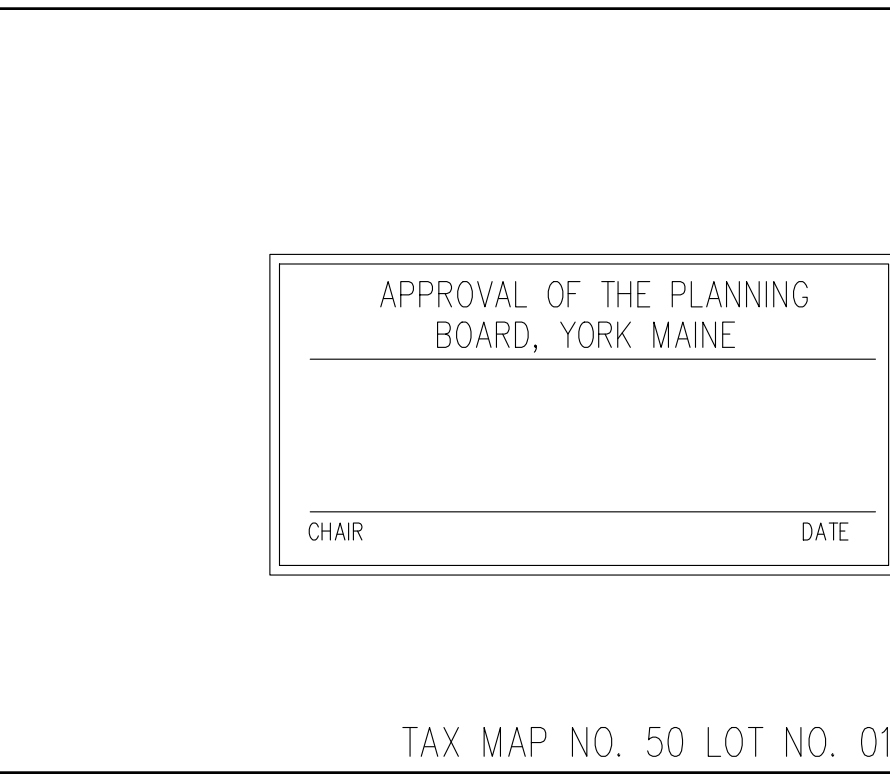 APPROVAL OF THE PLANNING
BOARD, YORK MAINE
CHAIR DATE
TAX MAP NO. 50 LOT NO. 01